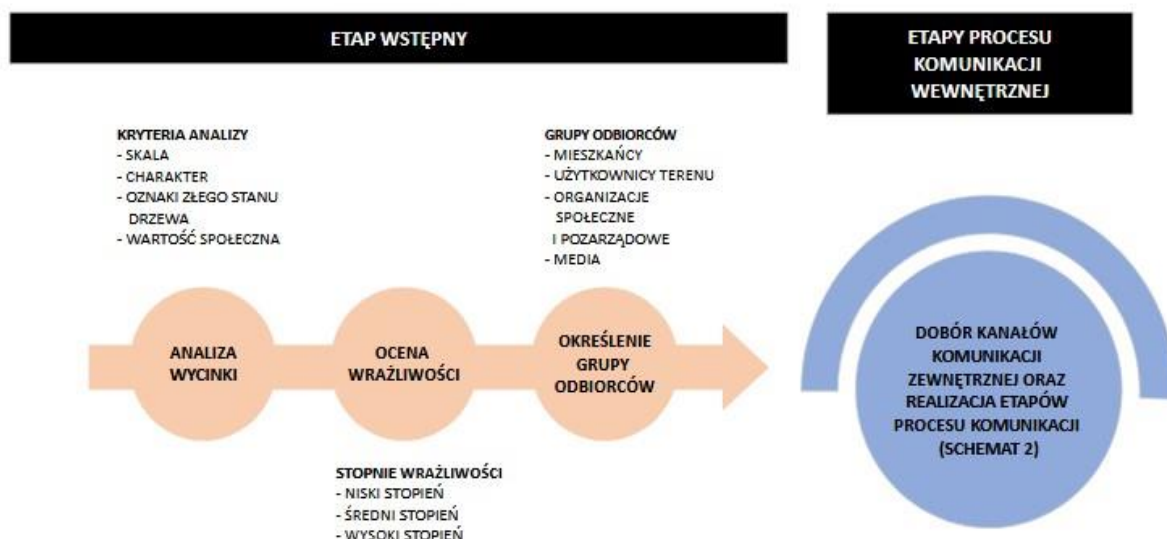 ETAP WSTĘPNY
ETAPY PROCESU
KOMUNIKACJI
WEWNĘTRZNEJ
KRYTERIA ANALIZY
- SKALA
- CHARAKTER
- OZNAKI ZŁEGO STANU
DRZEWA
- WARTOŚĆ SPOŁECZNA
GRUPY ODBIORCÓW
- MIESZKAŃCY
- UŻYTKOWNICY TERENU
- ORGANIZACJE
SPOŁECZNE
I POZARZĄDOWE
- MEDIA
ANALIZA
WYCINKI
OCENA
WRAŻLIWOŚCI
OKREŚLENIE
GRUPY
ODBIORCÓW
DOBÓR KANAŁÓW
KOMUNIKACJI
ZEWNĘTRZNEJ ORAZ
REALIZACJA ETAPÓW
PROCESU KOMUNIKACJI
(SCHEMAT 2)
STOPNIE WRAŻLIWOŚCI
- NISKI STOPIEŃ
- ŚREDNI STOPIEŃ
- WYSOKI STOPIEŃ